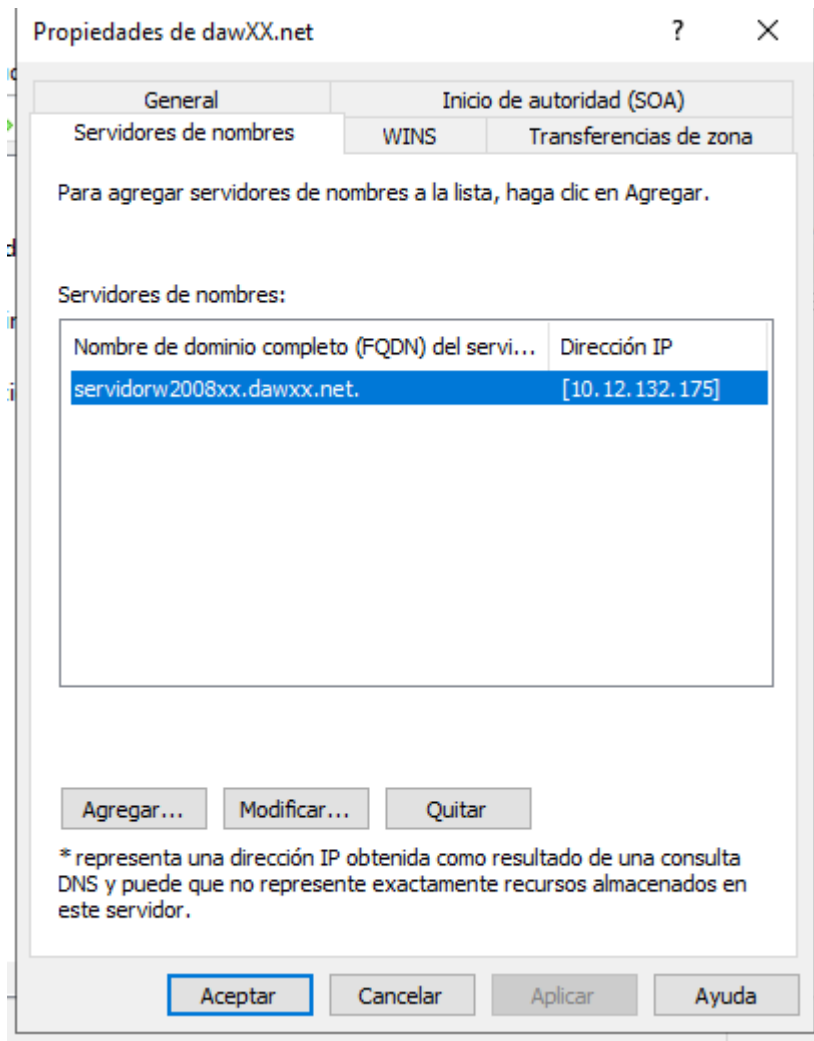 Propiedades de dawXX.net ?
General Inicio de autoridad (SOA)
Servidores de nombres WINS Transferencias de zona
Para agregar servidores de nombres a la lista, haga clic en Agregar.
Servidores de nombres:
Nombre de dominio completo (FQDN) del servi... Dirección IP
servidorw2008xx.dawxx.net. [10.12.132.175]
Agregar... Modificar... Quitar
* representa una dirección IP obtenida como resultado de una consulta
DNS y puede que no represente exactamente recursos almacenados en
este servidor.
Aceptar Cancelar Aplicar Ayuda